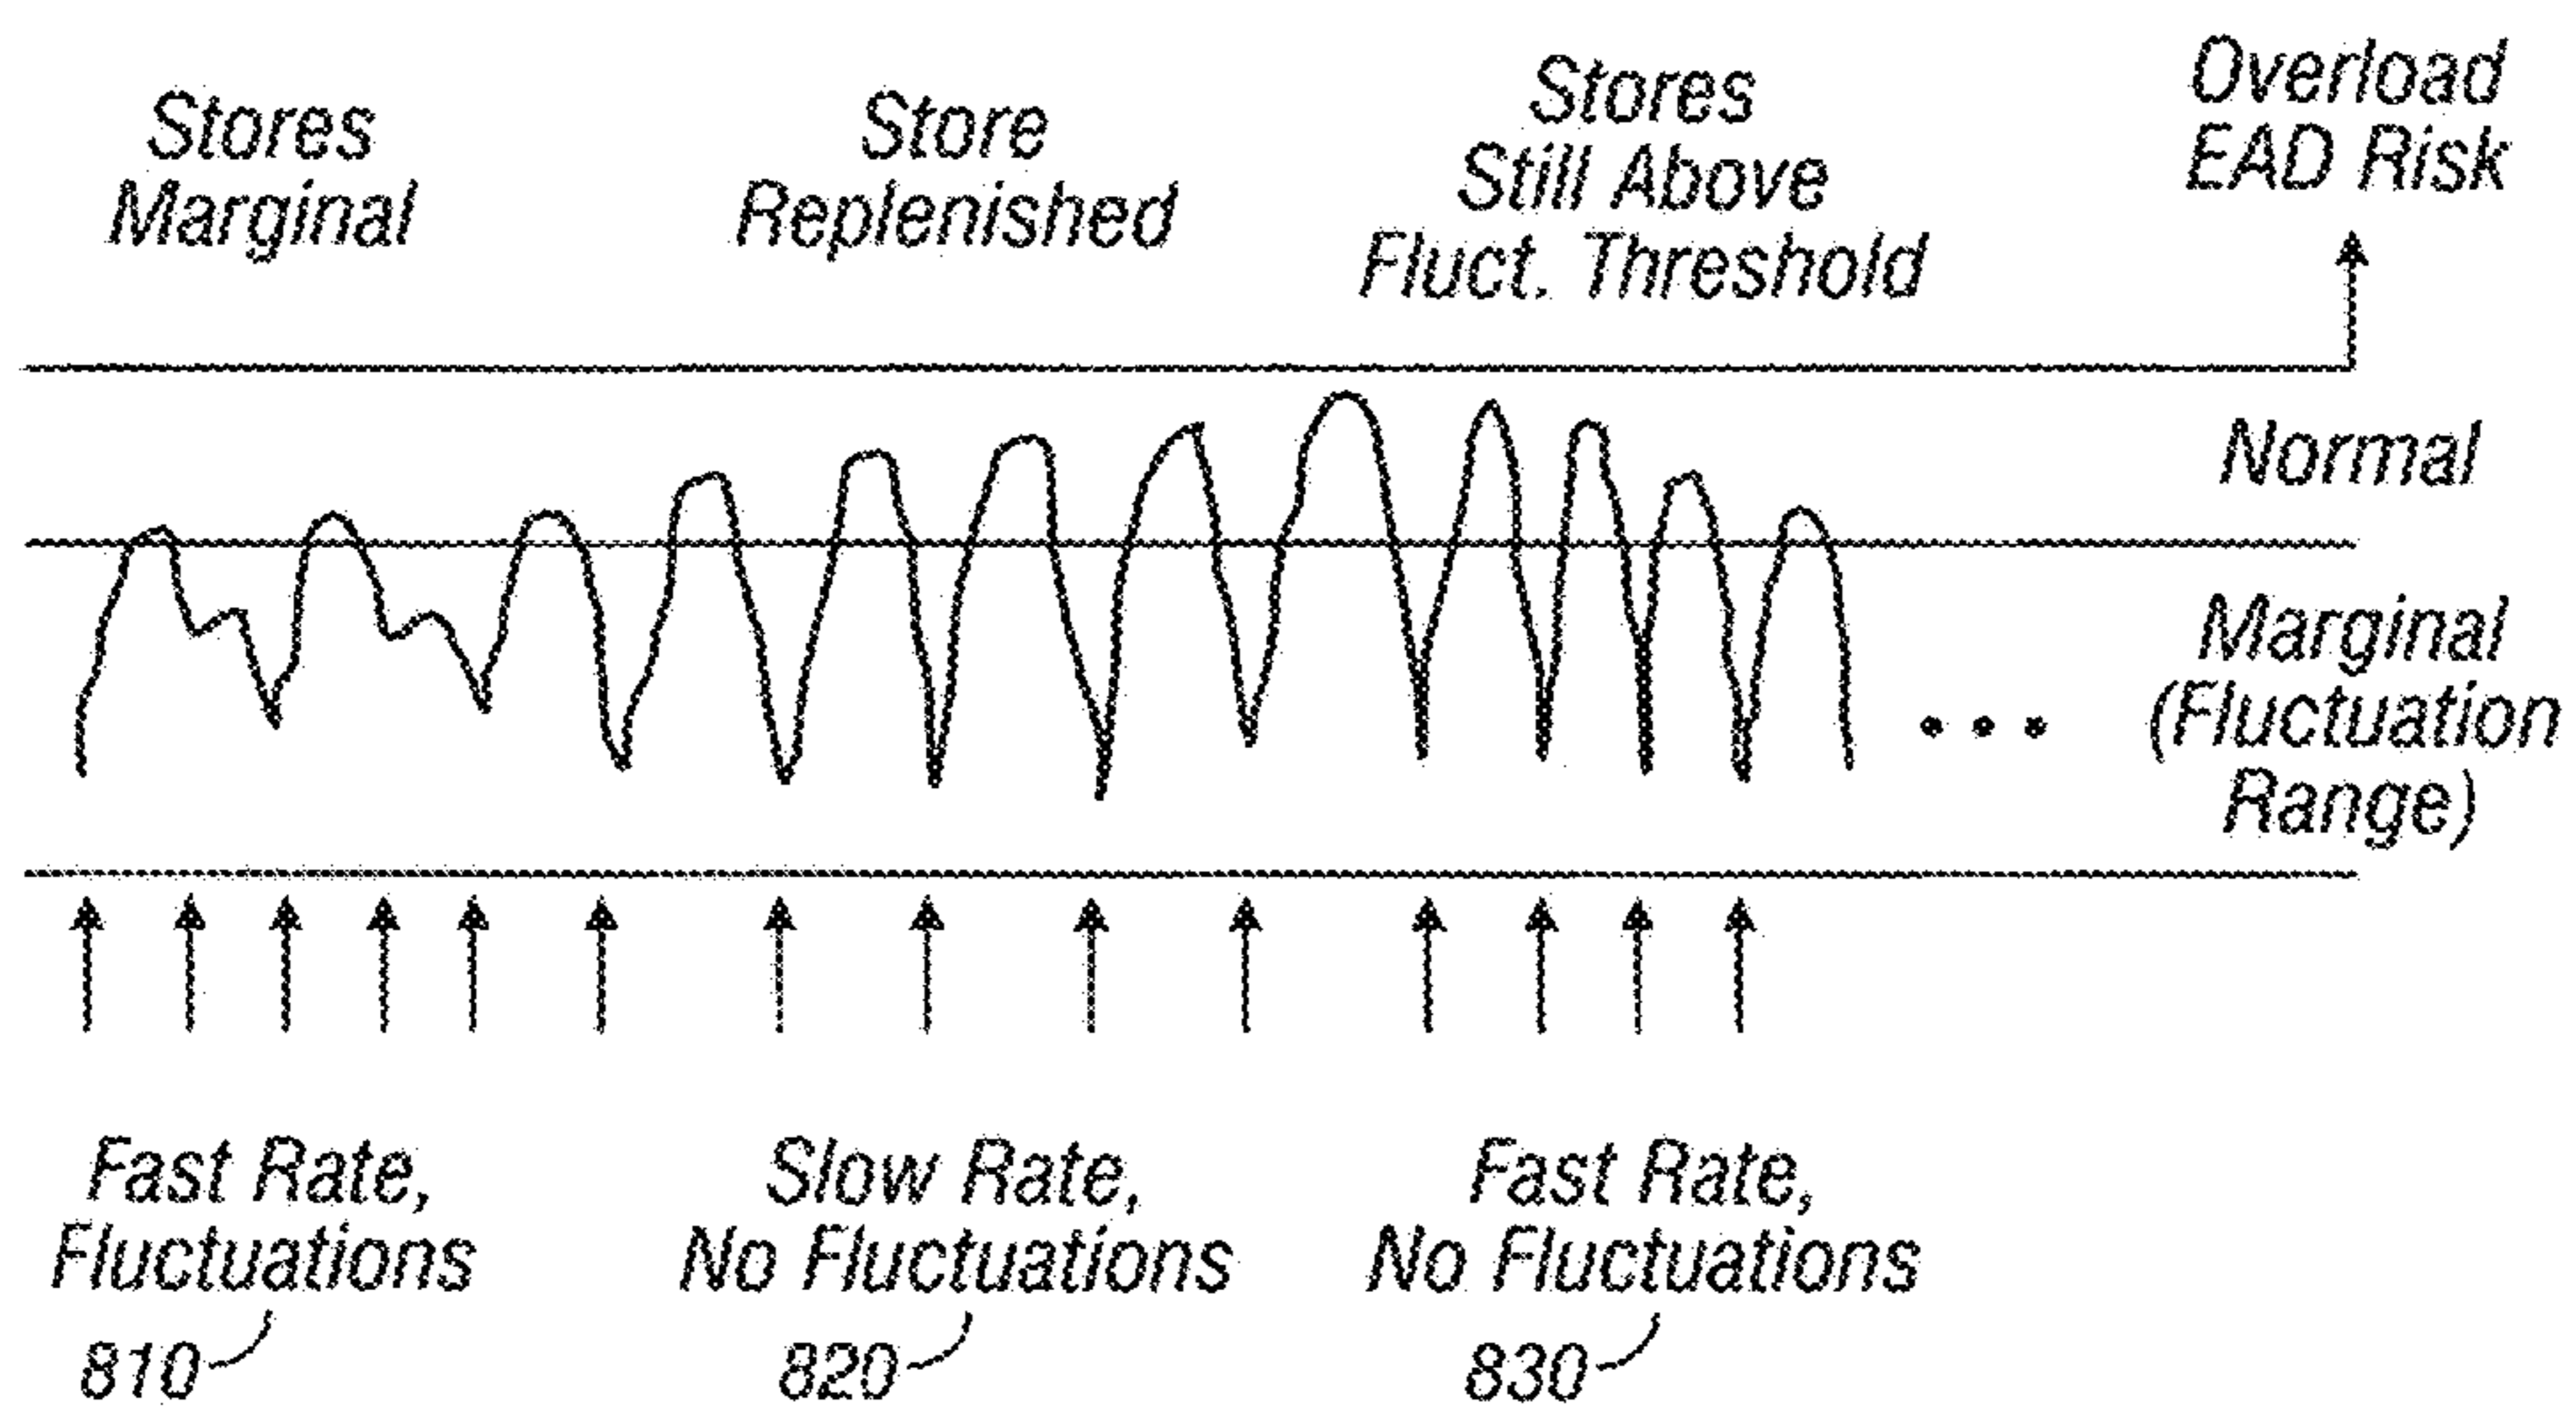 Stores
Marginal
Store
Replenished
Stores
Still Above
Fluct. Threshold
Overload
EAD Risk
Normal
Marginal
(Fluctuation
Range)
Fast Rate,
Fluctuations
810
Slow Rate,
No Fluctuations
820
Fast Rate,
No Fluctuations
830